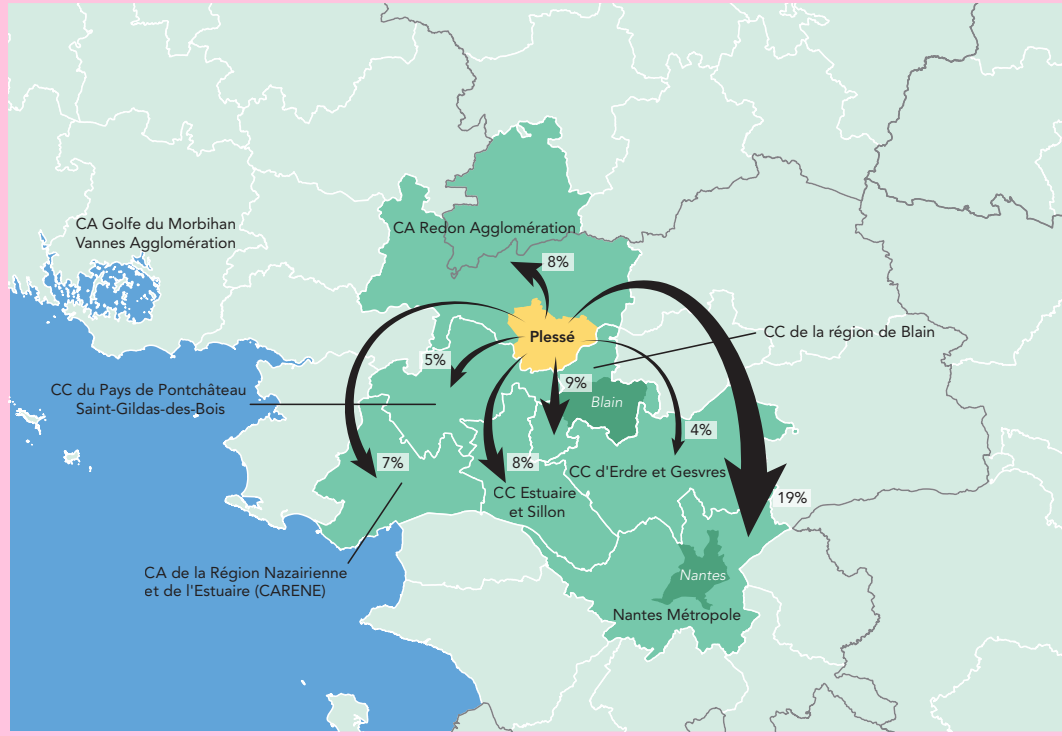 CA Golfe du Morbihan
Vannes Agglomération
CA Redon Agglomération
8%
Plessé
CC de la région de Blain
5%
9%
CC du Pays de Pontchâteau
Saint-Gildas-des-Bois
Blain
4%
7%
8%
CC d'Erdre et Gesvres
19%
CC Estuaire
et Sillon
CA de la Région Nazairienne
et de l'Estuaire (CARENE)
Nantes
Nantes Métropole